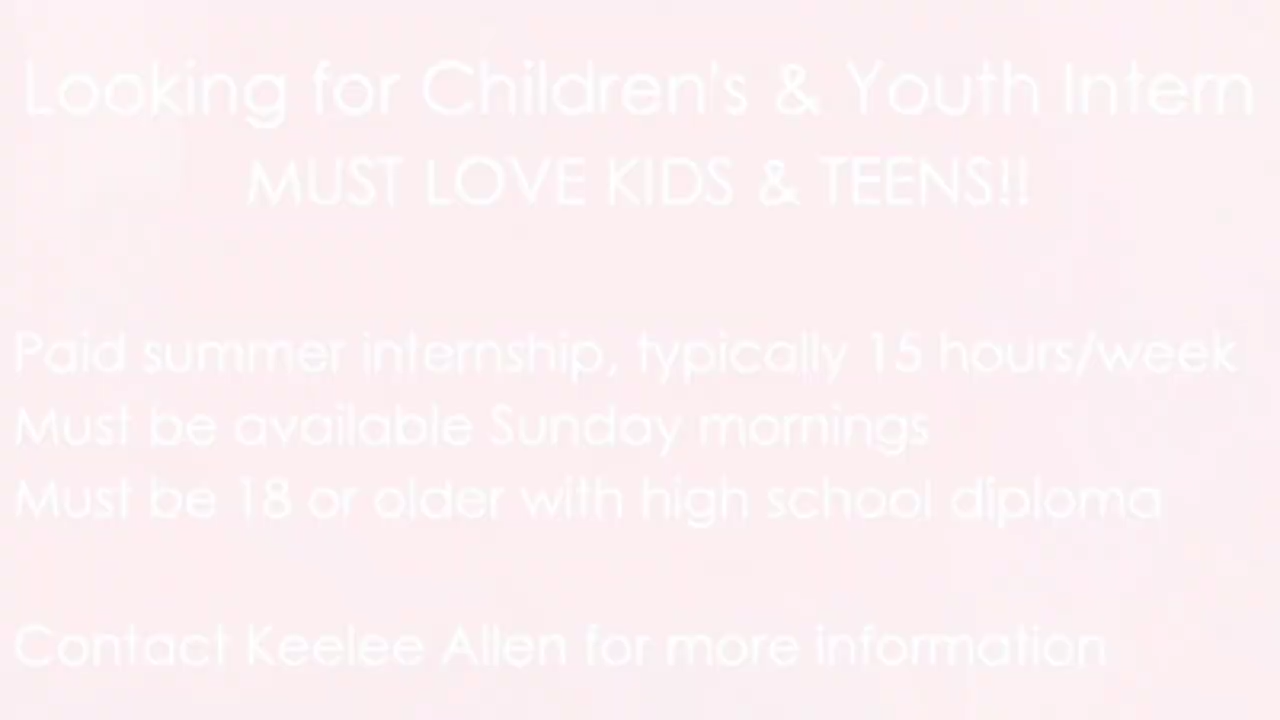 Looking for Children's & Youth Intern
MUST LOVE KIDS & TEENS!!
Paid summer internship, typically 15 hours/week
Must be available Sunday mornings
Must be 18 or older with high school diploma
Contact Keelee Allen for more information